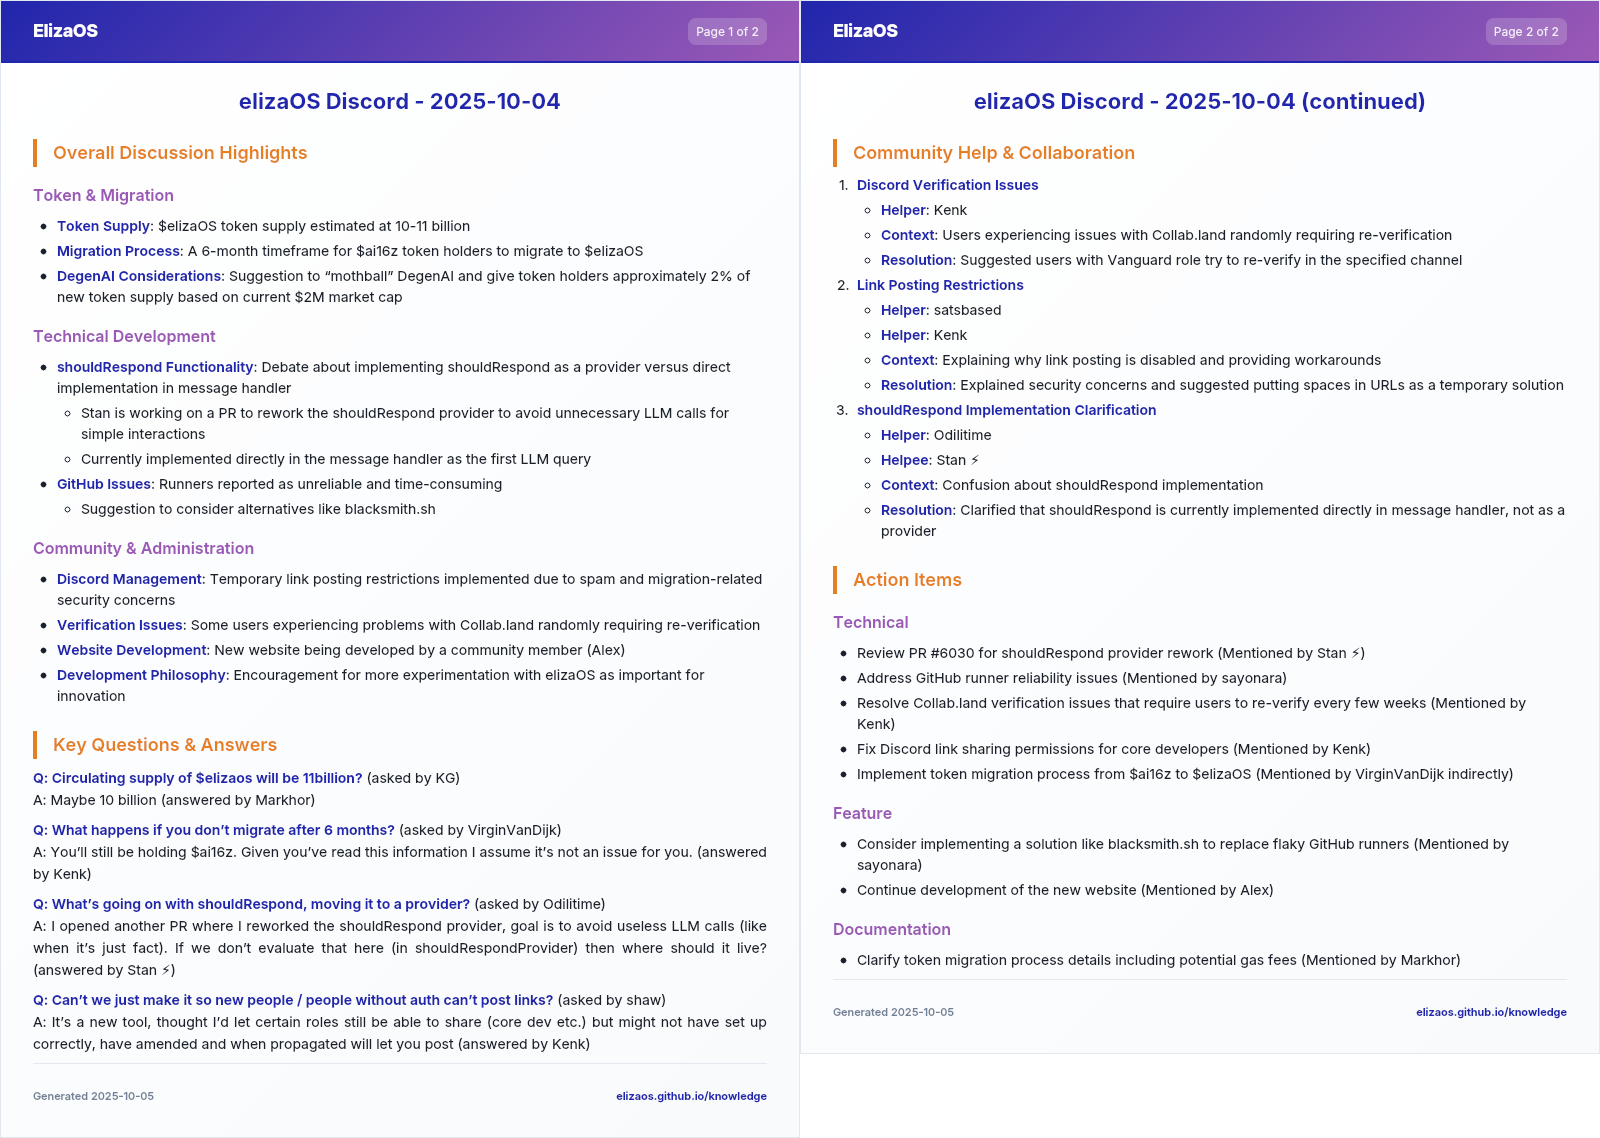 ElizaOS
Page 1 of 2
elizaOS Discord - 2025-10-04
Overall Discussion Highlights
Token & Migration
• Token Supply: $elizaOS token supply estimated at 10-11 billion
• Migration Process: A 6-month timeframe for $ai16z token holders to migrate to $elizaOS
• DegenAI Considerations: Suggestion to “mothball” DegenAI and give token holders approximately 2% of
new token supply based on current $2M market cap
Technical Development
• shouldRespond Functionality: Debate about implementing shouldRespond as a provider versus direct
implementation in message handler
◦ Stan is working on a PR to rework the shouldRespond provider to avoid unnecessary LLM calls for
simple interactions
◦ Currently implemented directly in the message handler as the first LLM query
• GitHub Issues: Runners reported as unreliable and time-consuming
◦ Suggestion to consider alternatives like blacksmith.sh
Community & Administration
• Discord Management: Temporary link posting restrictions implemented due to spam and migration-related
security concerns
• Verification Issues: Some users experiencing problems with Collab.land randomly requiring re-verification
• Website Development: New website being developed by a community member (Alex)
• Development Philosophy: Encouragement for more experimentation with elizaOS as important for
innovation
Key Questions & Answers
Q: Circulating supply of $elizaos will be 11billion? (asked by KG)
A: Maybe 10 billion (answered by Markhor)
Q: What happens if you don’t migrate after 6 months? (asked by VirginVanDijk)
A: You’ll still be holding $ai16z. Given you’ve read this information I assume it’s not an issue for you. (answered
by Kenk)
Q: What’s going on with shouldRespond, moving it to a provider? (asked by Odilitime)
A: I opened another PR where I reworked the shouldRespond provider, goal is to avoid useless LLM calls (like
when it’s just fact). If we don’t evaluate that here (in shouldRespondProvider) then where should it live?
(answered by Stan ⚡)
Q: Can’t we just make it so new people / people without auth can’t post links? (asked by shaw)
A: It’s a new tool, thought I’d let certain roles still be able to share (core dev etc.) but might not have set up
correctly, have amended and when propagated will let you post (answered by Kenk)
Generated 2025-10-05
elizaos.github.io/knowledge
ElizaOS
Page 2 of 2
elizaOS Discord - 2025-10-04 (continued)
Community Help & Collaboration
1. Discord Verification Issues
◦ Helper: Kenk
◦ Context: Users experiencing issues with Collab.land randomly requiring re-verification
◦ Resolution: Suggested users with Vanguard role try to re-verify in the specified channel
2. Link Posting Restrictions
◦ Helper: satsbased
◦ Helper: Kenk
◦ Context: Explaining why link posting is disabled and providing workarounds
◦ Resolution: Explained security concerns and suggested putting spaces in URLs as a temporary solution
3. shouldRespond Implementation Clarification
◦ Helper: Odilitime
◦ Helpee: Stan ⚡
◦ Context: Confusion about shouldRespond implementation
◦ Resolution: Clarified that shouldRespond is currently implemented directly in message handler, not as a
provider
Action Items
Technical
• Review PR #6030 for shouldRespond provider rework (Mentioned by Stan ⚡)
• Address GitHub runner reliability issues (Mentioned by sayonara)
• Resolve Collab.land verification issues that require users to re-verify every few weeks (Mentioned by
Kenk)
• Fix Discord link sharing permissions for core developers (Mentioned by Kenk)
• Implement token migration process from $ai16z to $elizaOS (Mentioned by VirginVanDijk indirectly)
Feature
• Consider implementing a solution like blacksmith.sh to replace flaky GitHub runners (Mentioned by
sayonara)
• Continue development of the new website (Mentioned by Alex)
Documentation
• Clarify token migration process details including potential gas fees (Mentioned by Markhor)
Generated 2025-10-05
elizaos.github.io/knowledge